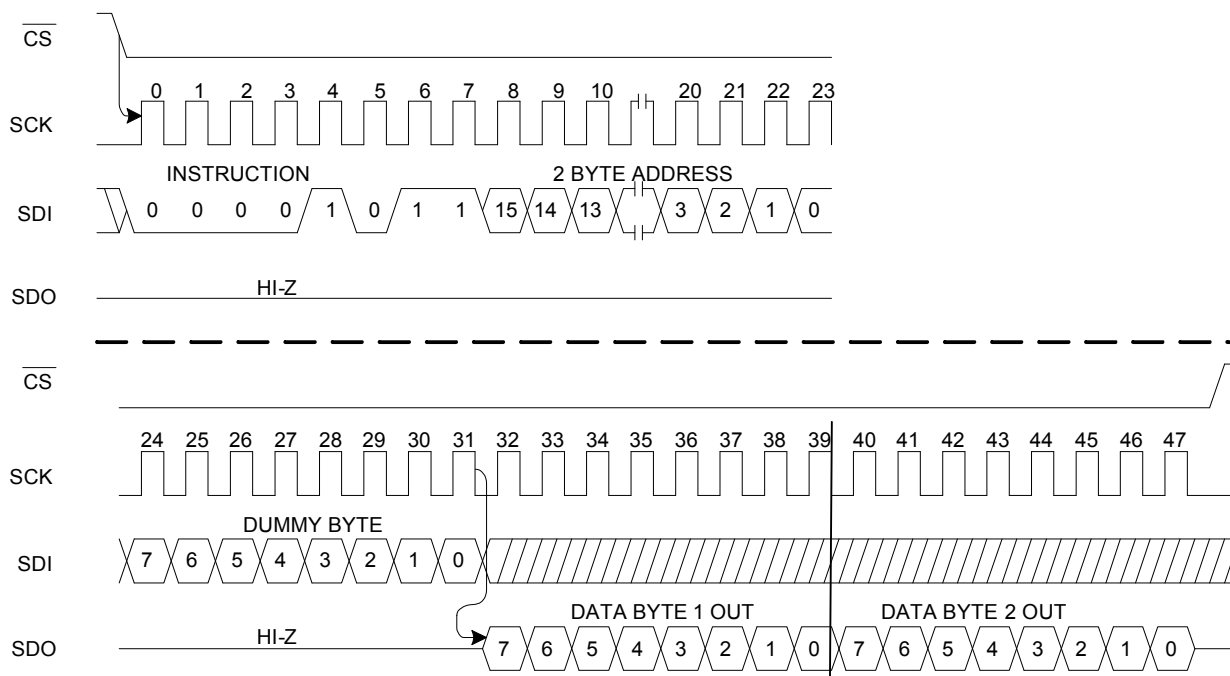 CS
0 1 2 3 4 5 6 7 8 9 10 20 21 22 23
SCK
INSTRUCTION 2 BYTE ADDRESS
SDI 0 0 0 0 1 0 1 1 15 14 13 3 2 1 0
HI-Z
SDO
CS
24 25 26 27 28 29 30 31 32 33 34 35 36 37 38 39 40 41 42 43 44 45 46 47
SCK
DUMMY BYTE
SDI 7 6 5 4 3 2 1 0
DATA BYTE 1 OUT DATA BYTE 2 OUT
HI-Z
SDO 7 6 5 4 3 2 1 0 7 6 5 4 3 2 1 0